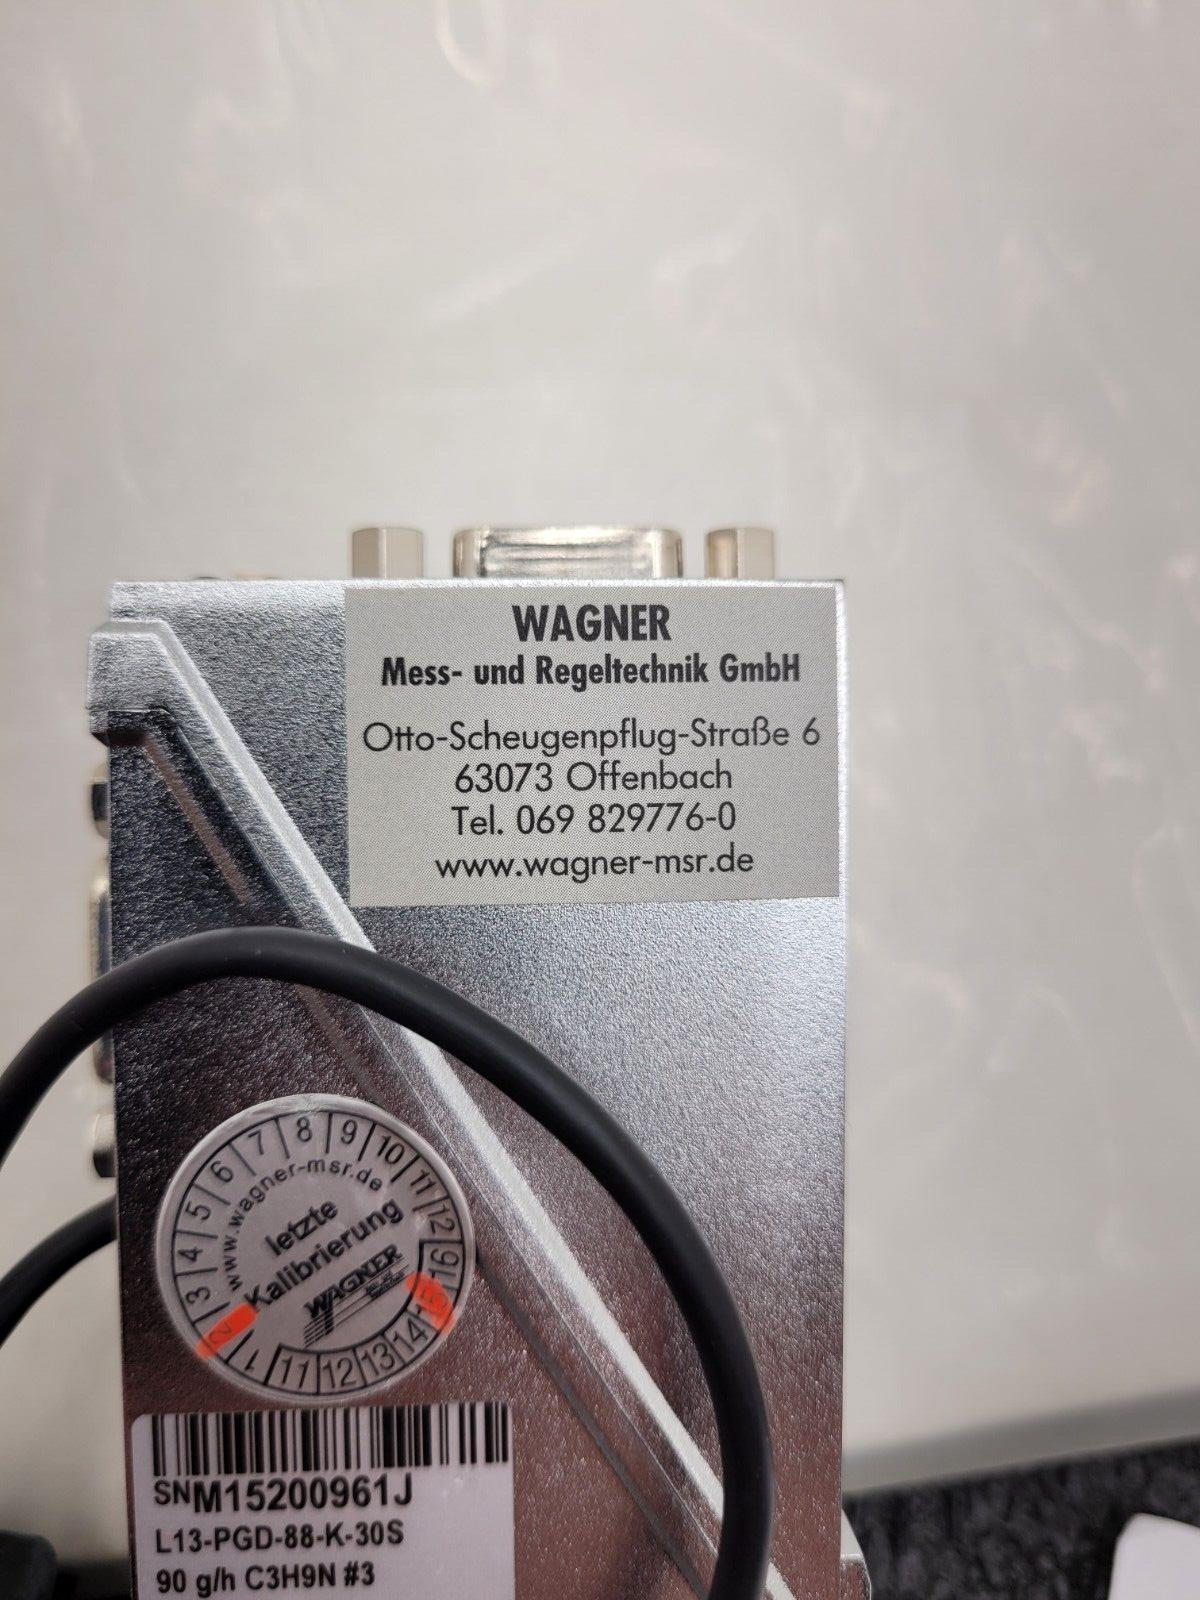 WAGNER
Mess- und Regeltechnik GmbH
Otto-Scheugenpflug-Straße 6
63073 Offenbach
Tel. 069 829776-0
www.wagner-msr.de
1 2 3 4 5 6 7 8 9 10 11 12
www.wagner-msr.de
letzte
Kalibrierung
WAGNER
11 12 13 14 15 16
SNM15200961J
L13-PGD-88-K-30S
90 g/h C3H9N #3